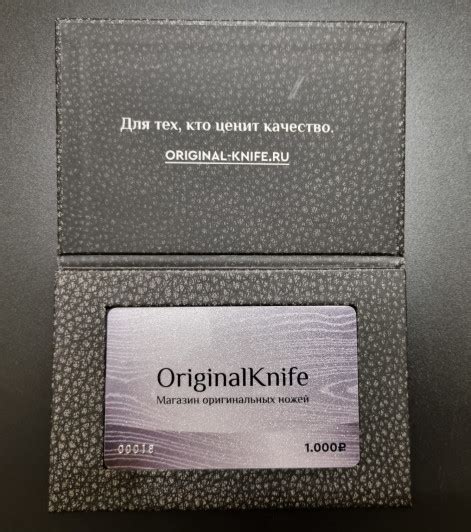 Для тех, кто ценит качество.
ORIGINAL-KNIFE.RU
OriginalKnife
Магазин оригинальных ножей
00018 1.000₽